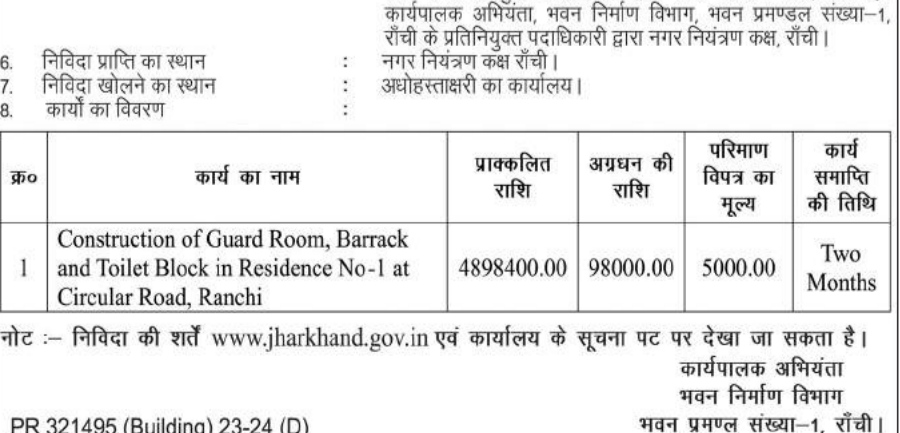 कार्यपालक अभियंता, भवन निर्माण विभाग, भवन प्रमण्डल संख्या–1,
राँची के प्रतिनियुक्त पदाधिकारी द्वारा नगर नियंत्रण कक्ष, राँची।
6. निविदा प्राप्ति का स्थान : नगर नियंत्रण कक्ष राँची।
7. निविदा खोलने का स्थान : अधोहस्ताक्षरी का कार्यालय।
8. कार्यों का विवरण :
क्र० कार्य का नाम प्राक्कलित राशि अग्रधन की राशि परिमाण विपत्र का मूल्य कार्य समाप्ति की तिथि
1 Construction of Guard Room, Barrack and Toilet Block in Residence No-1 at Circular Road, Ranchi 4898400.00 98000.00 5000.00 Two Months
नोट :– निविदा की शर्तें www.jharkhand.gov.in एवं कार्यालय के सूचना पट पर देखा जा सकता है।
कार्यपालक अभियंता
भवन निर्माण विभाग
PR 321495 (Building) 23-24 (D) भवन प्रमण्ल संख्या–1, राँची।